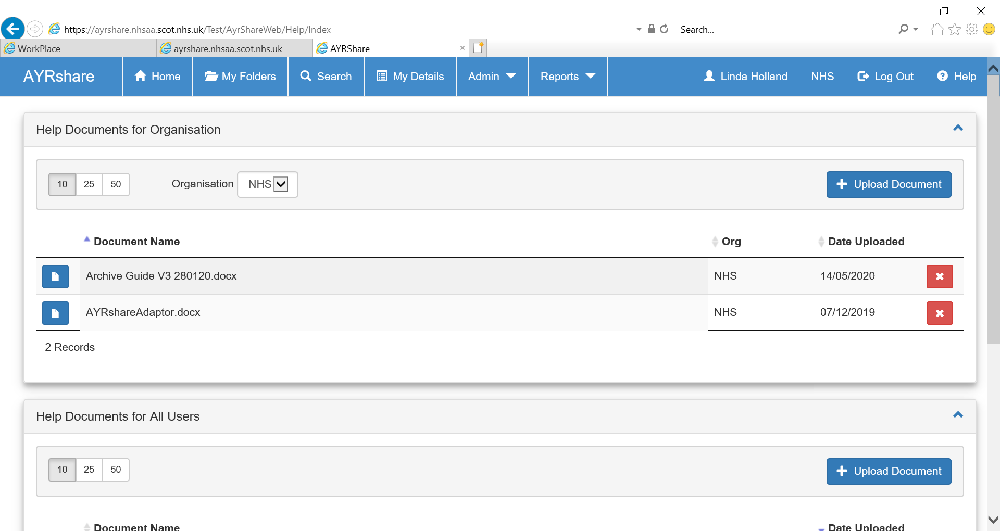 https://ayrshare.nhsaa.scot.nhs.uk/Test/AyrShareWeb/Help/Index
Search...
WorkPlace
ayrshare.nhsaa.scot.nhs.uk
AYRShare
AYRshare
Home
My Folders
Search
My Details
Admin
Reports
Linda Holland
NHS
Log Out
Help
Help Documents for Organisation
10 25 50
Organisation
NHS
Upload Document
Document Name
Org
Date Uploaded
Archive Guide V3 280120.docx NHS 14/05/2020
AYRshareAdaptor.docx NHS 07/12/2019
2 Records
Help Documents for All Users
10 25 50
Upload Document
Document Name
Date Uploaded